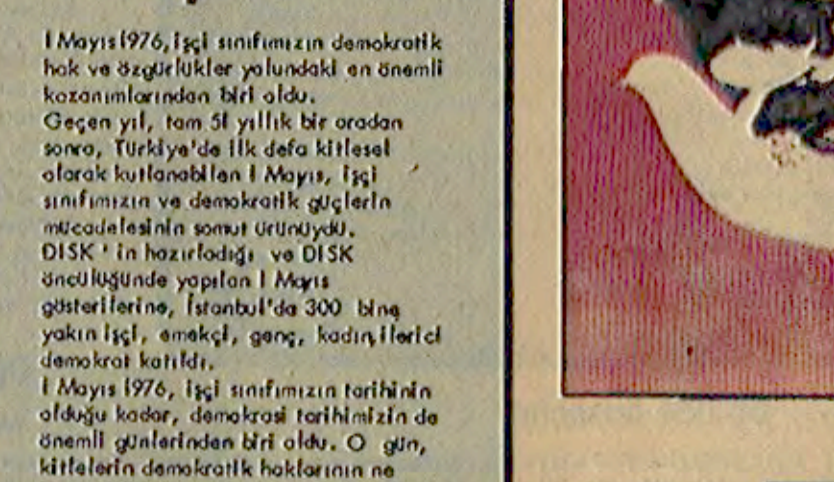 1 Mayıs 1976, işçi sınıfımızın demokratik
hak ve özgürlükler yolundaki en önemli
kazanımlarından biri oldu.
Geçen yıl, tam 51 yıllık bir aradan
sonra, Türkiye'de ilk defa kitlesel
olarak kutlanabilen 1 Mayıs, işçi
sınıfımızın ve demokratik güçlerin
mücadelesinin somut ürünüydü.
DISK ' in hazırladığı ve DISK
öncülüğünde yapılan 1 Mayıs
gösterilerine, İstanbul'da 300 bine
yakın işçi, emekçi, genç, kadın, ilerici
demokrat katıldı.
1 Mayıs 1976, işçi sınıfımızın tarihinin
olduğu kadar, demokrasi tarihimizin de
önemli günlerinden biri oldu. O gün,
kitlelerin demokratik haklarının ne